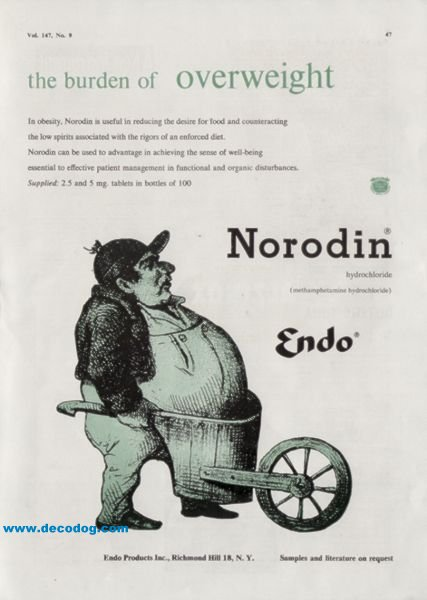 Vol. 147, No. 9
47
the burden of overweight
In obesity, Norodin is useful in reducing the desire for food and counteracting
the low spirits associated with the rigors of an enforced diet.
Norodin can be used to advantage in achieving the sense of well-being
essential to effective patient management in functional and organic disturbances.
Supplied: 2.5 and 5 mg. tablets in bottles of 100
Norodin®
hydrochloride
(methamphetamine hydrochloride)
Endo®
www.decodog.com
Endo Products Inc., Richmond Hill 18, N. Y.
Samples and literature on request